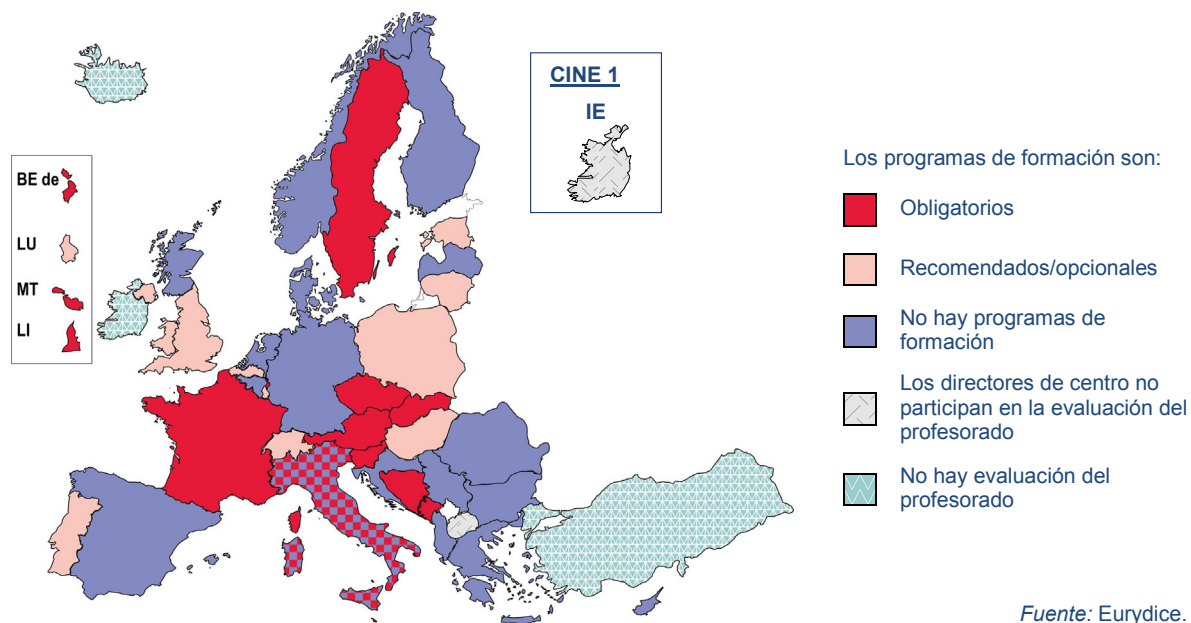 CINE 1
IE
BE de
LU
MT
LI
Los programas de formación son:
Obligatorios
Recomendados/opcionales
No hay programas de
formación
Los directores de centro no
participan en la evaluación del
profesorado
No hay evaluación del
profesorado
Fuente: Eurydice.